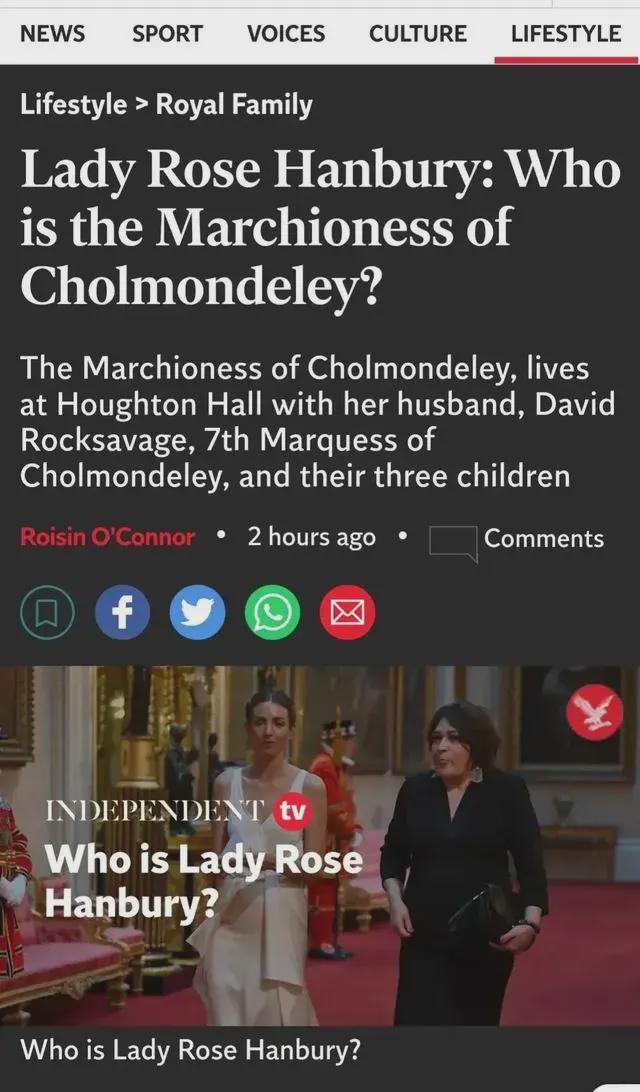 NEWS SPORT VOICES CULTURE LIFESTYLE
Lifestyle > Royal Family
Lady Rose Hanbury: Who
is the Marchioness of
Cholmondeley?
The Marchioness of Cholmondeley, lives
at Houghton Hall with her husband, David
Rocksavage, 7th Marquess of
Cholmondeley, and their three children
Roisin O'Connor • 2 hours ago • Comments
INDEPENDENT tv
Who is Lady Rose
Hanbury?
Who is Lady Rose Hanbury?